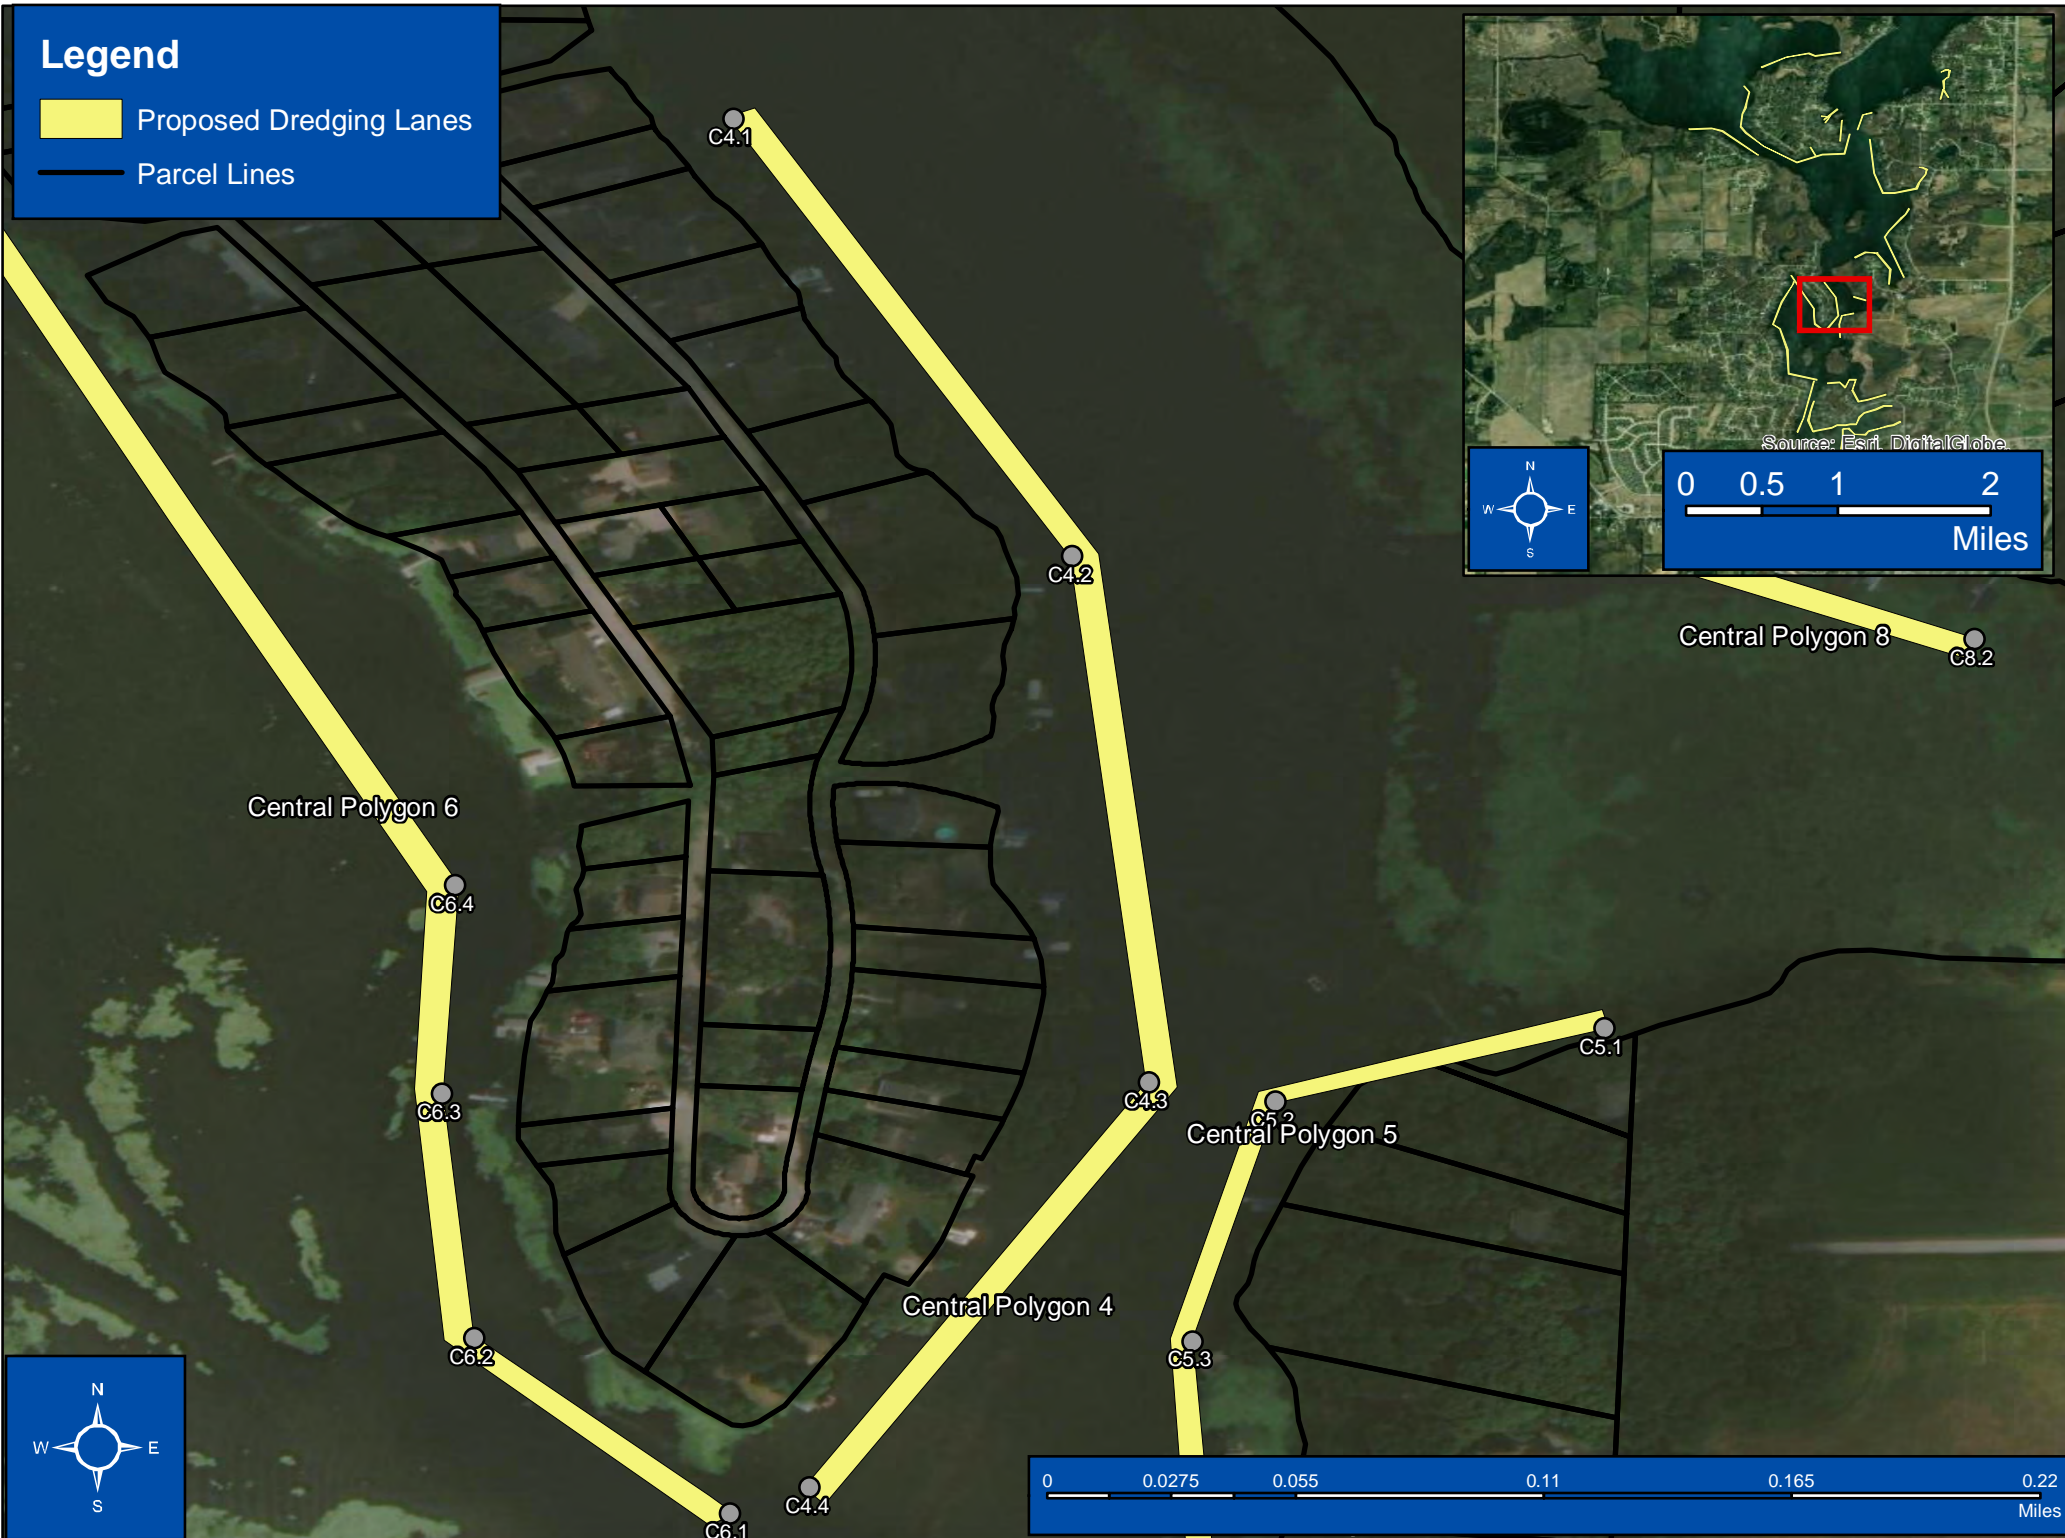 Legend
Proposed Dredging Lanes
Parcel Lines
C4.1
Source: Esri, DigitalGlobe,
N
W E
S
0 0.5 1 2
Miles
C4.2
Central Polygon 8
C8.2
Central Polygon 6
C6.4
C5.1
C6.3
C4.3
C5.2
Central Polygon 5
Central Polygon 4
C6.2
C5.3
N
W E
S
C4.4
C6.1
0 0.0275 0.055 0.11 0.165 0.22
Miles